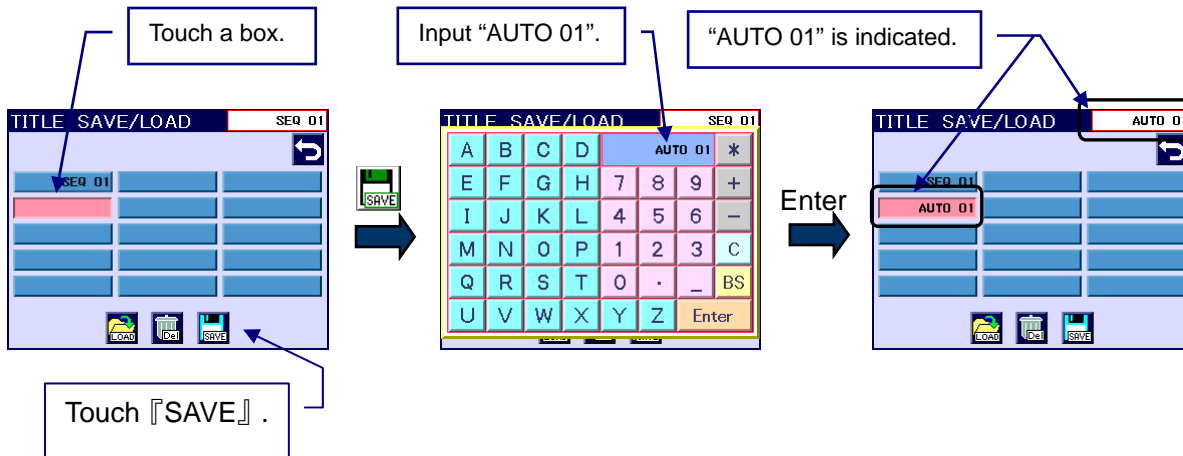 Touch a box.
Input “AUTO 01”.
“AUTO 01” is indicated.
TITLE SAVE/LOAD SEQ 01
SEQ 01
LOAD Del SAVE
Touch『SAVE』.
SAVE
TITLE SAVE/LOAD SEQ 01
A B C D AUTO 01 *
E F G H 7 8 9 +
I J K L 4 5 6 −
M N O P 1 2 3 C
Q R S T 0 · _ BS
U V W X Y Z Enter
Enter
TITLE SAVE/LOAD AUTO 0
SEQ 01
AUTO 01
LOAD Del SAVE